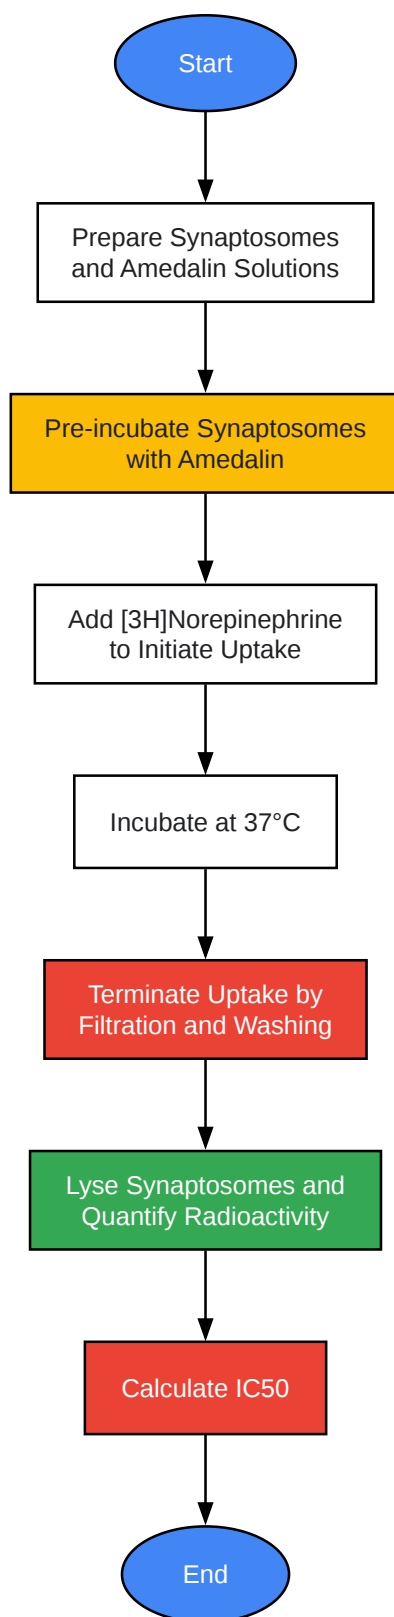 Start
Prepare Synaptosomes
and Amedalin Solutions
Pre-incubate Synaptosomes
with Amedalin
Add [3H]Norepinephrine
to Initiate Uptake
Incubate at 37°C
Terminate Uptake by
Filtration and Washing
Lyse Synaptosomes and
Quantify Radioactivity
Calculate IC50
End